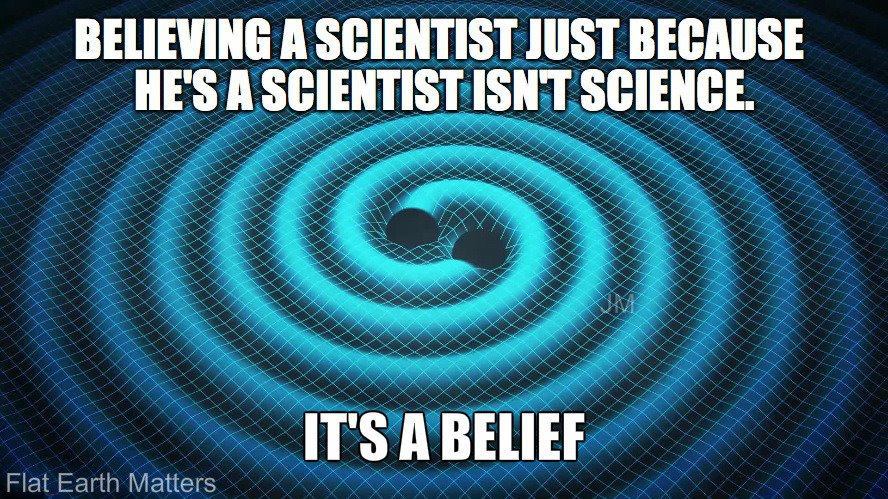 BELIEVING A SCIENTIST JUST BECAUSE
HE'S A SCIENTIST ISN'T SCIENCE.
JM
IT'S A BELIEF
Flat Earth Matters